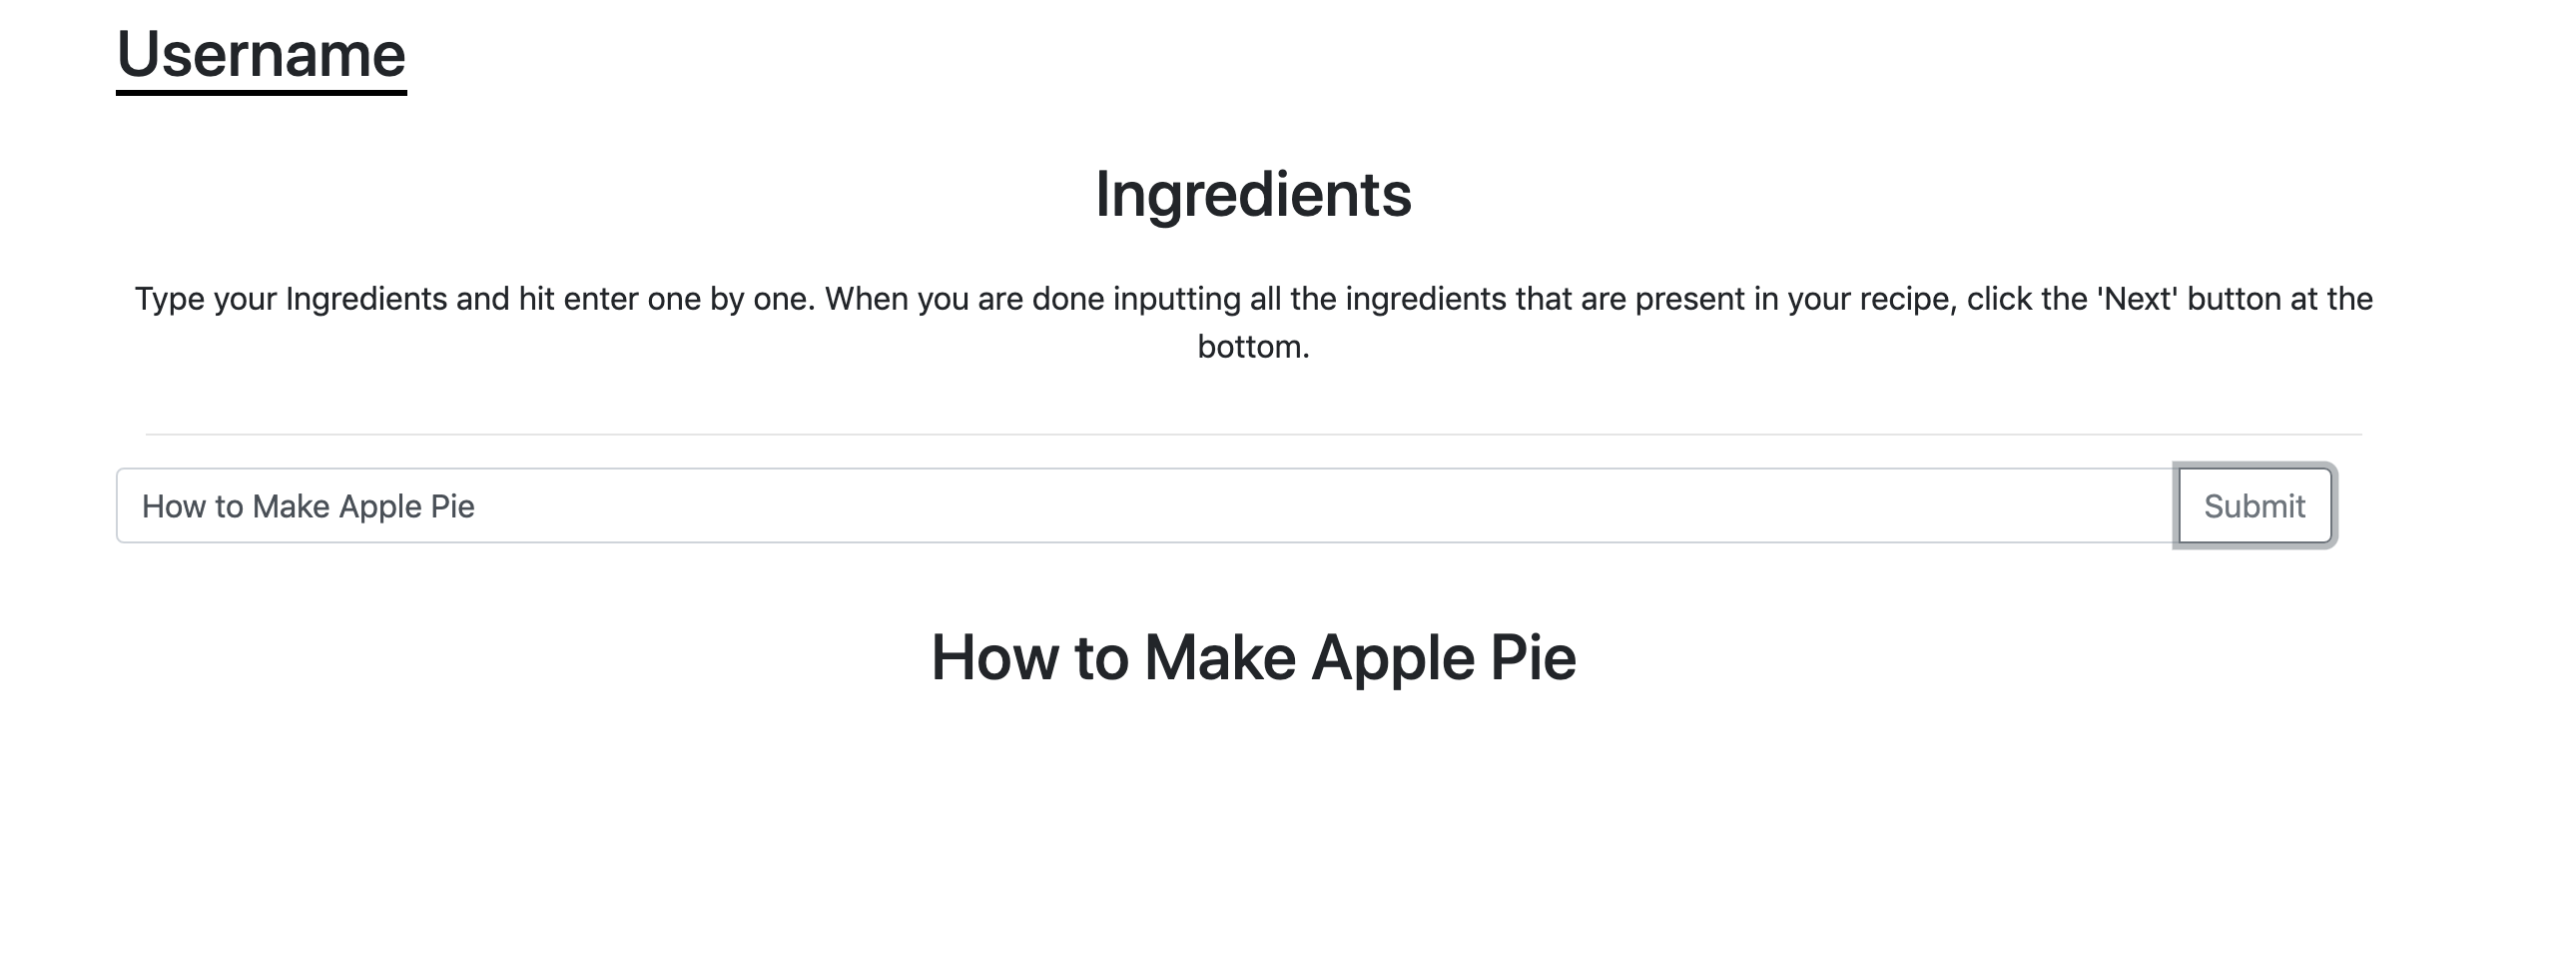 Username
Ingredients
Type your Ingredients and hit enter one by one. When you are done inputting all the ingredients that are present in your recipe, click the 'Next' button at the
bottom.
How to Make Apple Pie
Submit
How to Make Apple Pie